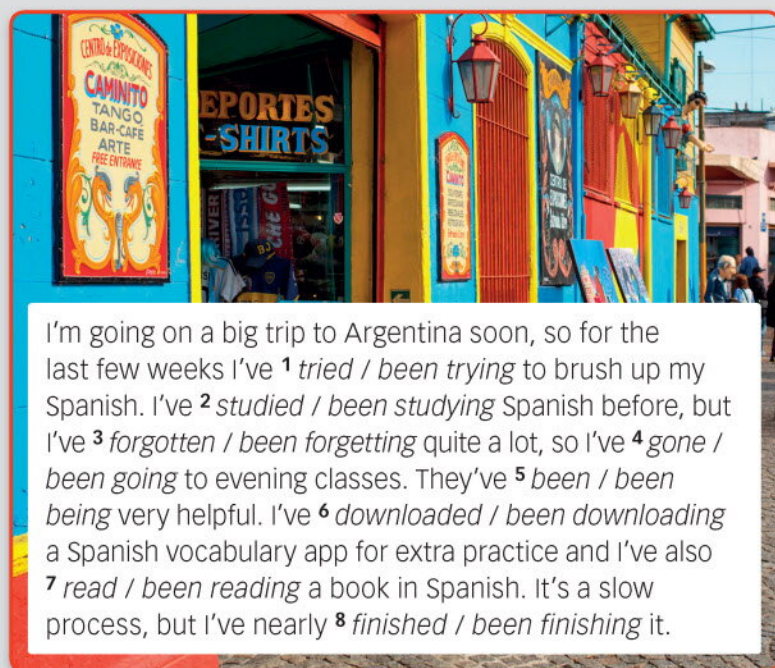 CENTRO de EXPOSICIONES
CAMINITO
TANGO
BAR-CAFÉ
ARTE
FREE ENTRANCE
EPORTES
-SHIRTS
RIVER
BJ
CAMINITO
I'm going on a big trip to Argentina soon, so for the
last few weeks I've 1 tried / been trying to brush up my
Spanish. I've 2 studied / been studying Spanish before, but
I've 3 forgotten / been forgetting quite a lot, so I've 4 gone /
been going to evening classes. They've 5 been / been
being very helpful. I've 6 downloaded / been downloading
a Spanish vocabulary app for extra practice and I've also
7 read / been reading a book in Spanish. It's a slow
process, but I've nearly 8 finished / been finishing it.